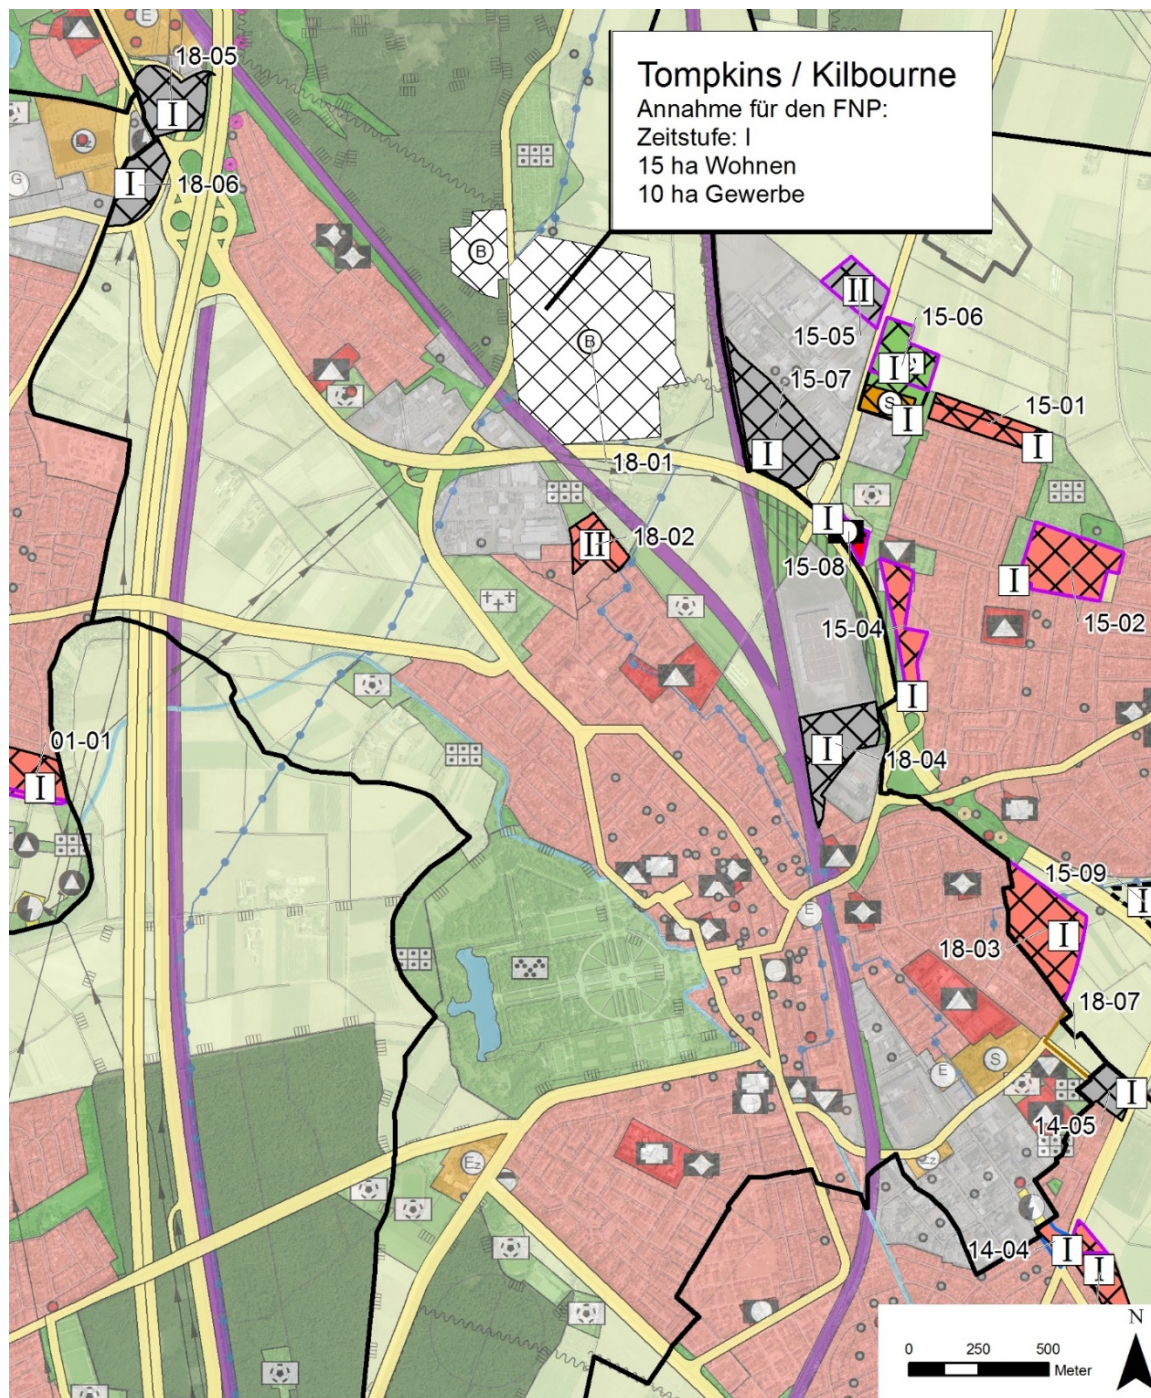 E
18-05
I
Tompkins / Kilbourne
Annahme für den FNP:
Zeitstufe: I
15 ha Wohnen
10 ha Gewerbe
G
I
18-06
B
B
II
15-05
15-06
I
15-07
S
I
15-01
I
I
18-01
I
15-08
II
18-02
I
15-02
15-04
I
01-01
I
I
18-04
15-09
I
E
I
18-03
18-07
S
E
I
14-05
Ez
14-04
I
I
N
0 250 500
Meter